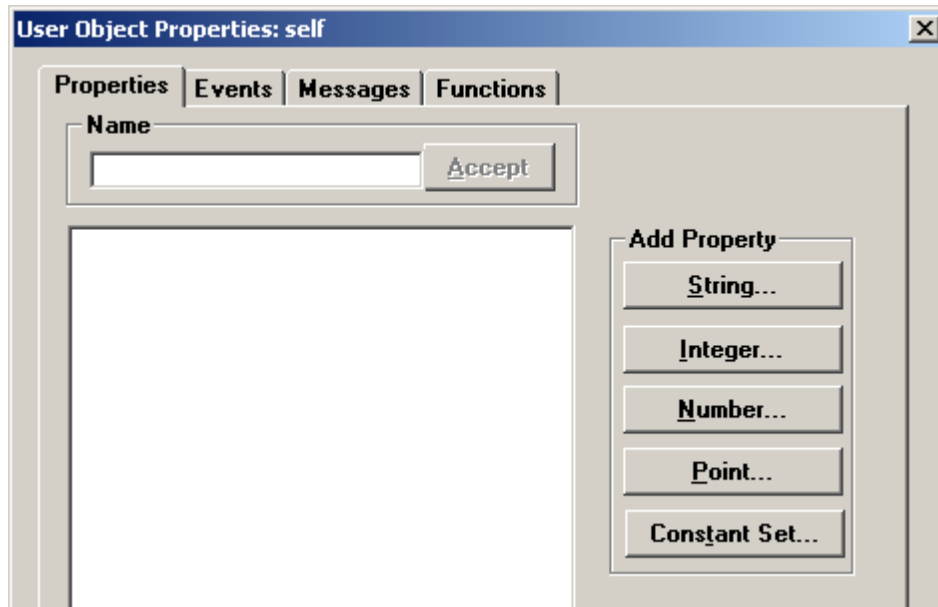 User Object Properties: self
Properties Events Messages Functions
Name
Accept
Add Property
String...
Integer...
Number...
Point...
Constant Set...